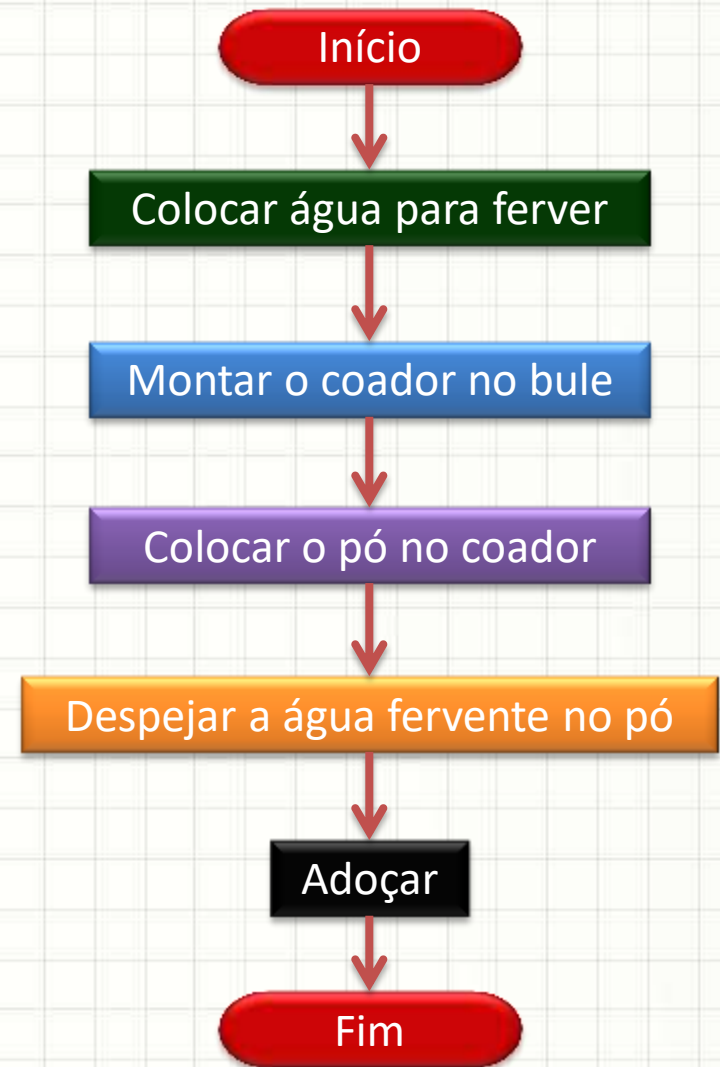 Início
Colocar água para ferver
Montar o coador no bule
Colocar o pó no coador
Despejar a água fervente no pó
Adoçar
Fim